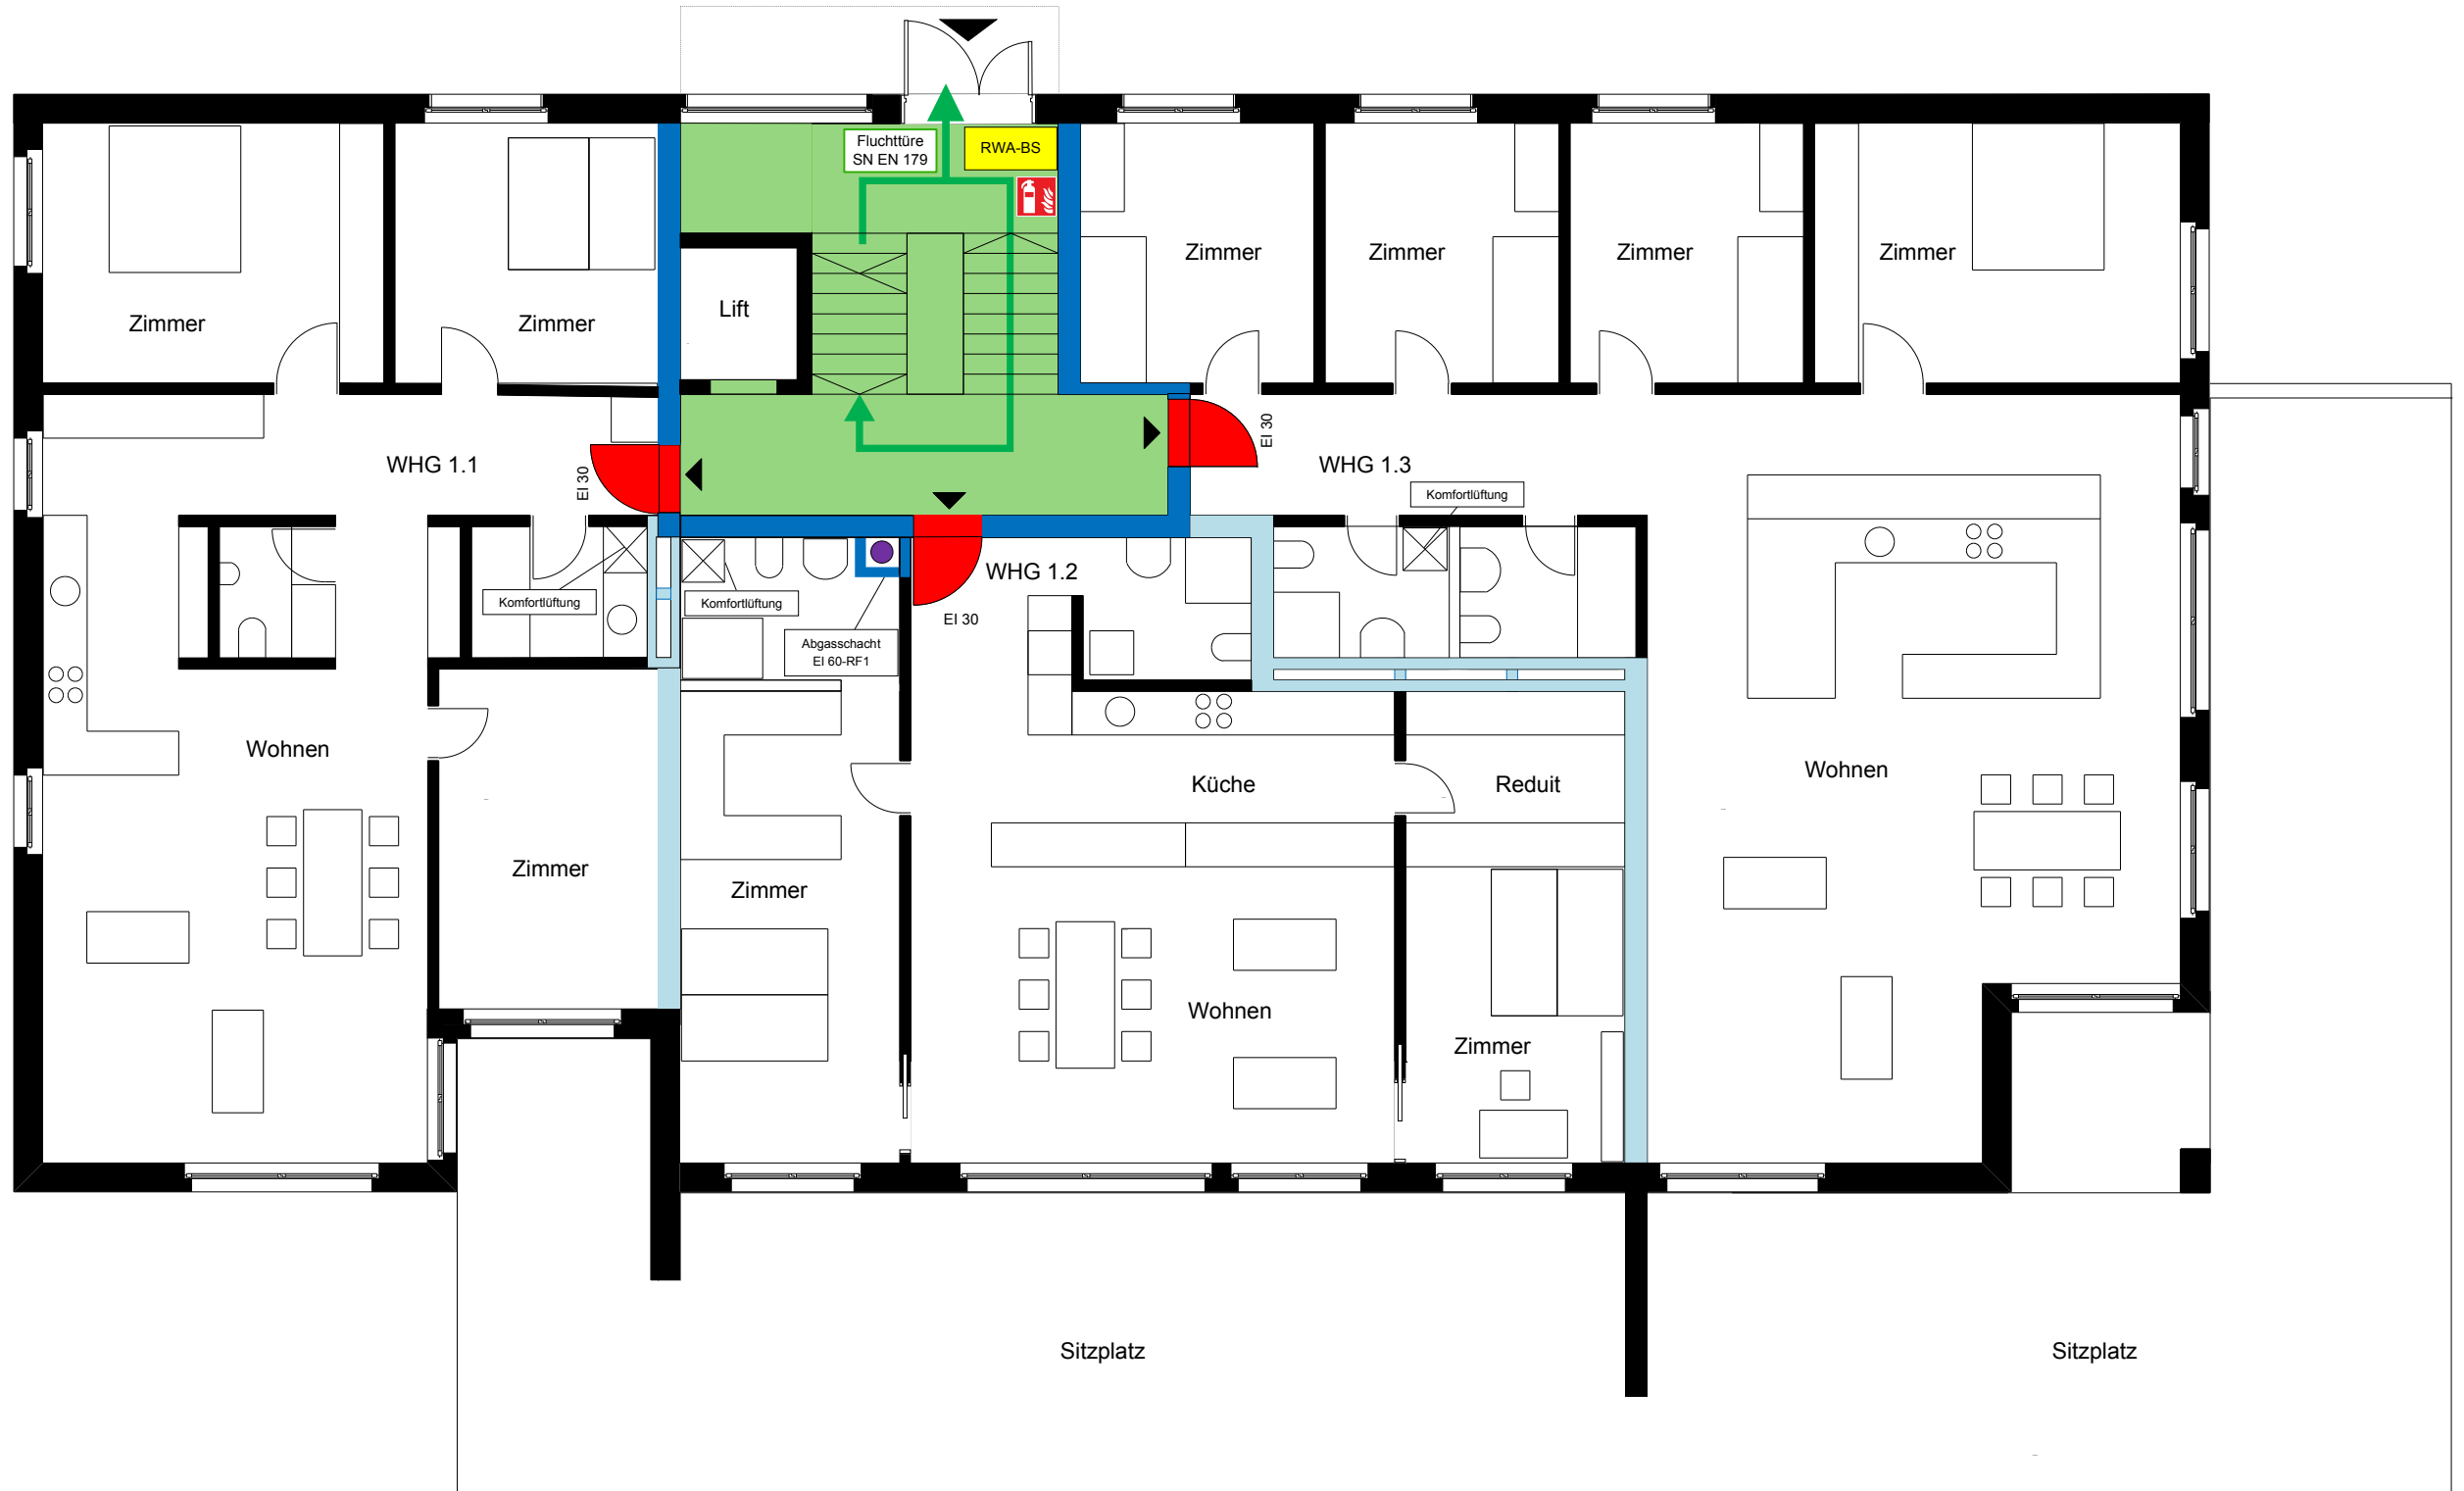 Fluchttüre
SN EN 179
RWA-BS
Zimmer
Zimmer
Lift
Zimmer
Zimmer
Zimmer
Zimmer
WHG 1.1
EI 30
EI 30
WHG 1.3
Komfortlüftung
WHG 1.2
Komfortlüftung
Komfortlüftung
EI 30
Abgasschacht
EI 60-RF1
Wohnen
Küche
Reduit
Wohnen
Zimmer
Zimmer
Wohnen
Zimmer
Sitzplatz
Sitzplatz